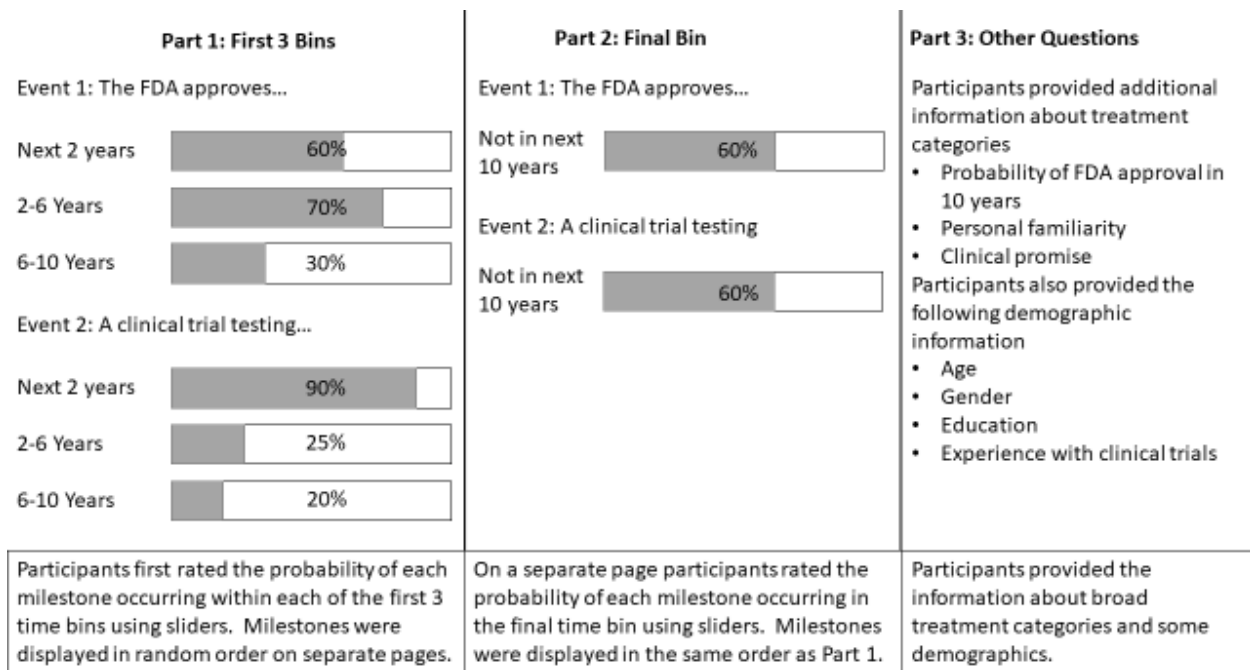 Part 1: First 3 Bins
Event 1: The FDA approves...
Next 2 years
60%
2-6 Years
70%
6-10 Years
30%
Event 2: A clinical trial testing...
Next 2 years
90%
2-6 Years
25%
6-10 Years
20%
Participants first rated the probability of each
milestone occurring within each of the first 3
time bins using sliders. Milestones were
displayed in random order on separate pages.
Part 2: Final Bin
Event 1: The FDA approves...
Not in next
10 years
60%
Event 2: A clinical trial testing
Not in next
10 years
60%
On a separate page participants rated the
probability of each milestone occurring in
the final time bin using sliders. Milestones
were displayed in the same order as Part 1.
Part 3: Other Questions
Participants provided additional
information about treatment
categories
• Probability of FDA approval in
10 years
• Personal familiarity
• Clinical promise
Participants also provided the
following demographic
information
• Age
• Gender
• Education
• Experience with clinical trials
Participants provided the
information about broad
treatment categories and some
demographics.